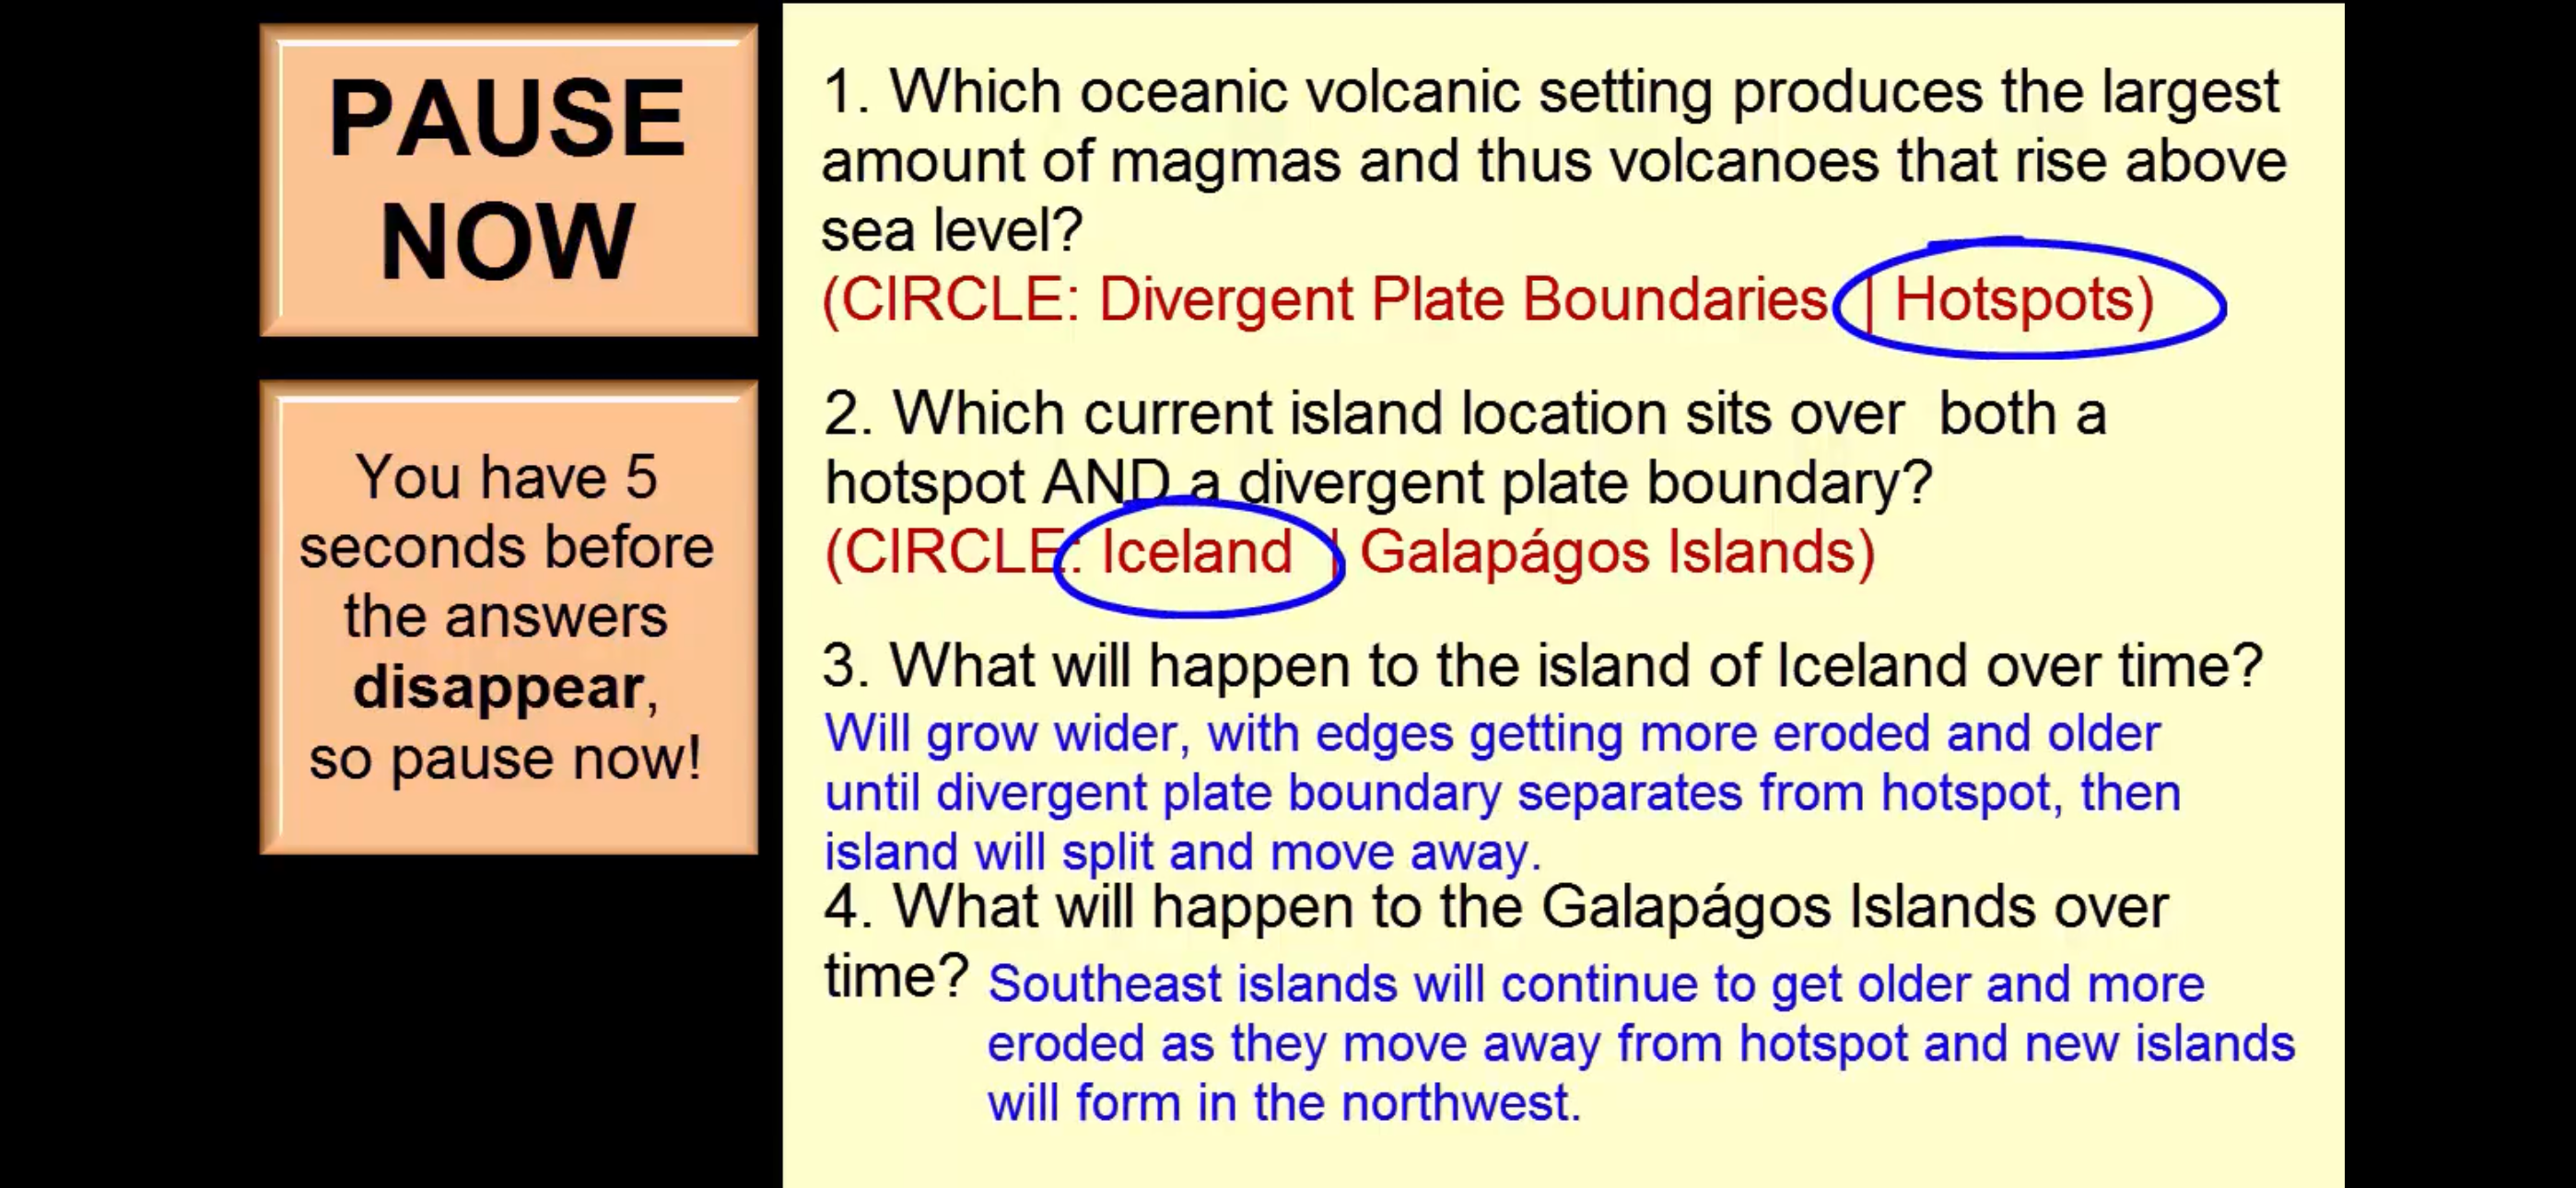 PAUSE
NOW
You have 5
seconds before
the answers
disappear,
so pause now!
1. Which oceanic volcanic setting produces the largest
amount of magmas and thus volcanoes that rise above
sea level?
(CIRCLE: Divergent Plate Boundaries | Hotspots)
2. Which current island location sits over  both a
hotspot AND a divergent plate boundary?
(CIRCLE: Iceland  | Galapágos Islands)
3. What will happen to the island of Iceland over time?
Will grow wider, with edges getting more eroded and older
until divergent plate boundary separates from hotspot, then
island will split and move away.
4. What will happen to the Galapágos Islands over
time? Southeast islands will continue to get older and more
eroded as they move away from hotspot and new islands
will form in the northwest.